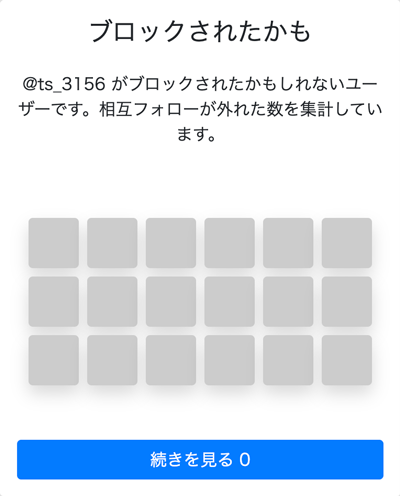 ブロックされたかも
@ts_3156 がブロックされたかもしれないユー
ザーです。相互フォローが外れた数を集計してい
ます。
続きを見る 0